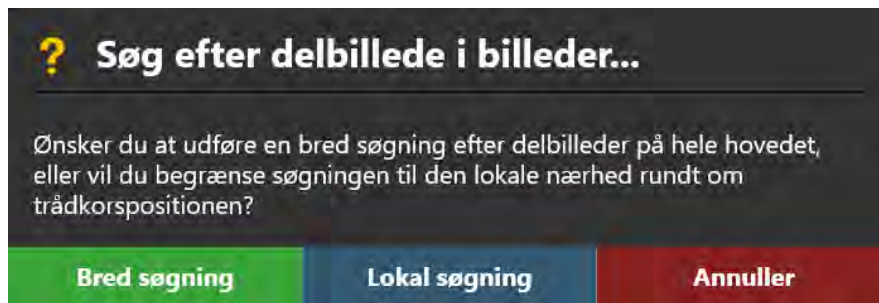 ? Søg efter delbillede i billeder...
Ønsker du at udføre en bred søgning efter delbilleder på hele hovedet,
eller vil du begrænse søgningen til den lokale nærhed rundt om
trådkorspositionen?
Bred søgning Lokal søgning Annuller